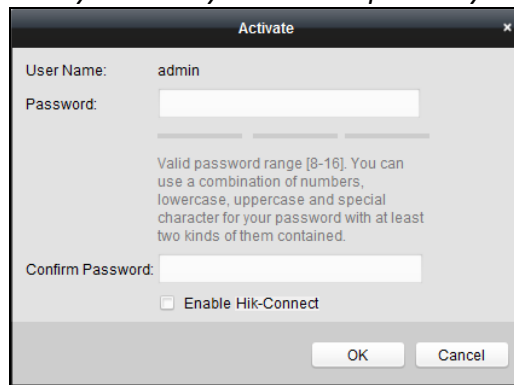 Activate ×
User Name: admin
Password:
Valid password range [8-16]. You can
use a combination of numbers,
lowercase, uppercase and special
character for your password with at least
two kinds of them contained.
Confirm Password:
Enable Hik-Connect
OK Cancel